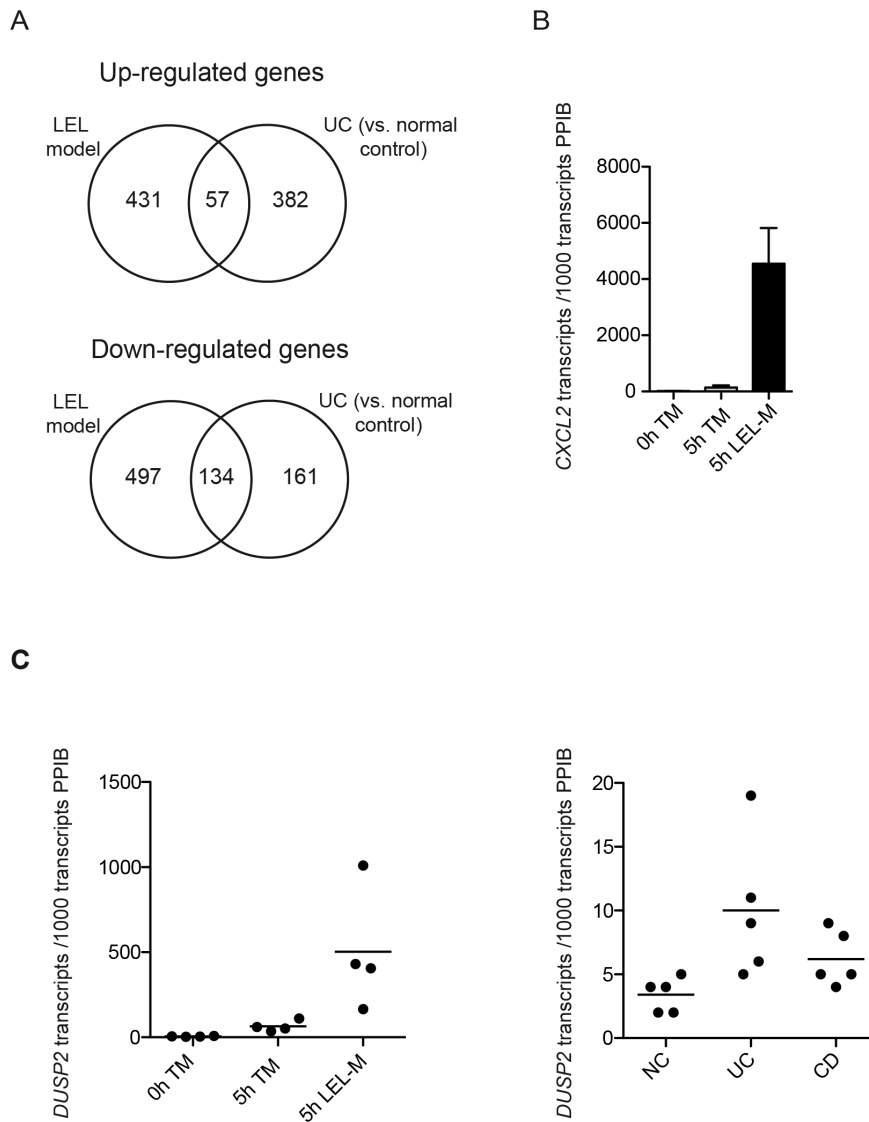 A
Up-regulated genes
LEL
model
UC (vs. normal
control)
431
57
382
Down-regulated genes
LEL
model
UC (vs. normal
control)
497
134
161
B
CXCL2 transcripts /1000 transcripts PPIB
8000
6000
4000
2000
0
0h TM
5h TM
5h LEL-M
C
DUSP2 transcripts /1000 transcripts PPIB
1500
1000
500
0
0h TM
5h TM
5h LEL-M
DUSP2 transcripts /1000 transcripts PPIB
20
15
10
5
0
NC
UC
CD